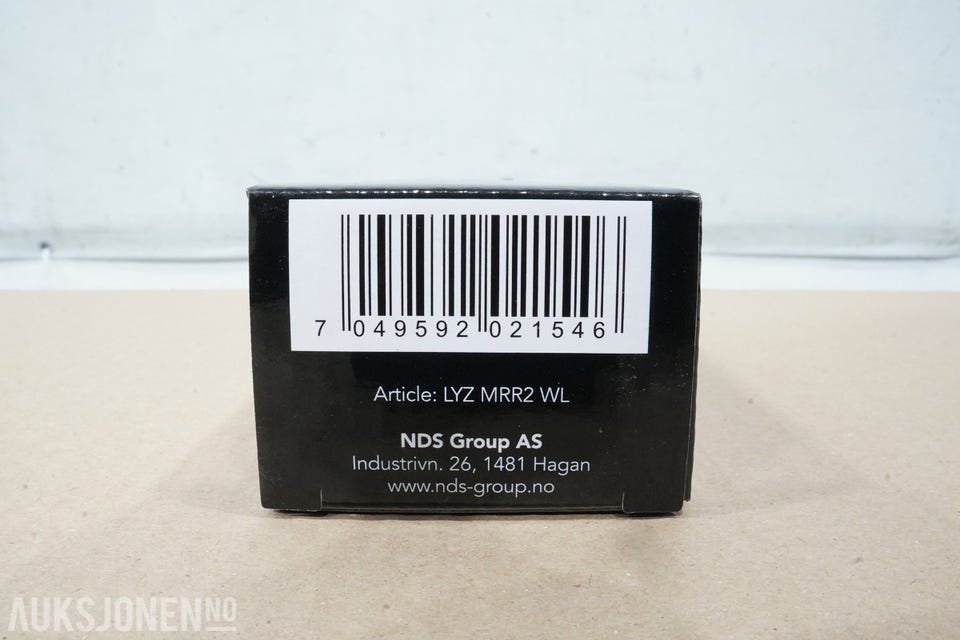 7 049592 021546
Article: LYZ MRR2 WL
NDS Group AS
Industrivn. 26, 1481 Hagan
www.nds-group.no
AUKSJONEN NO